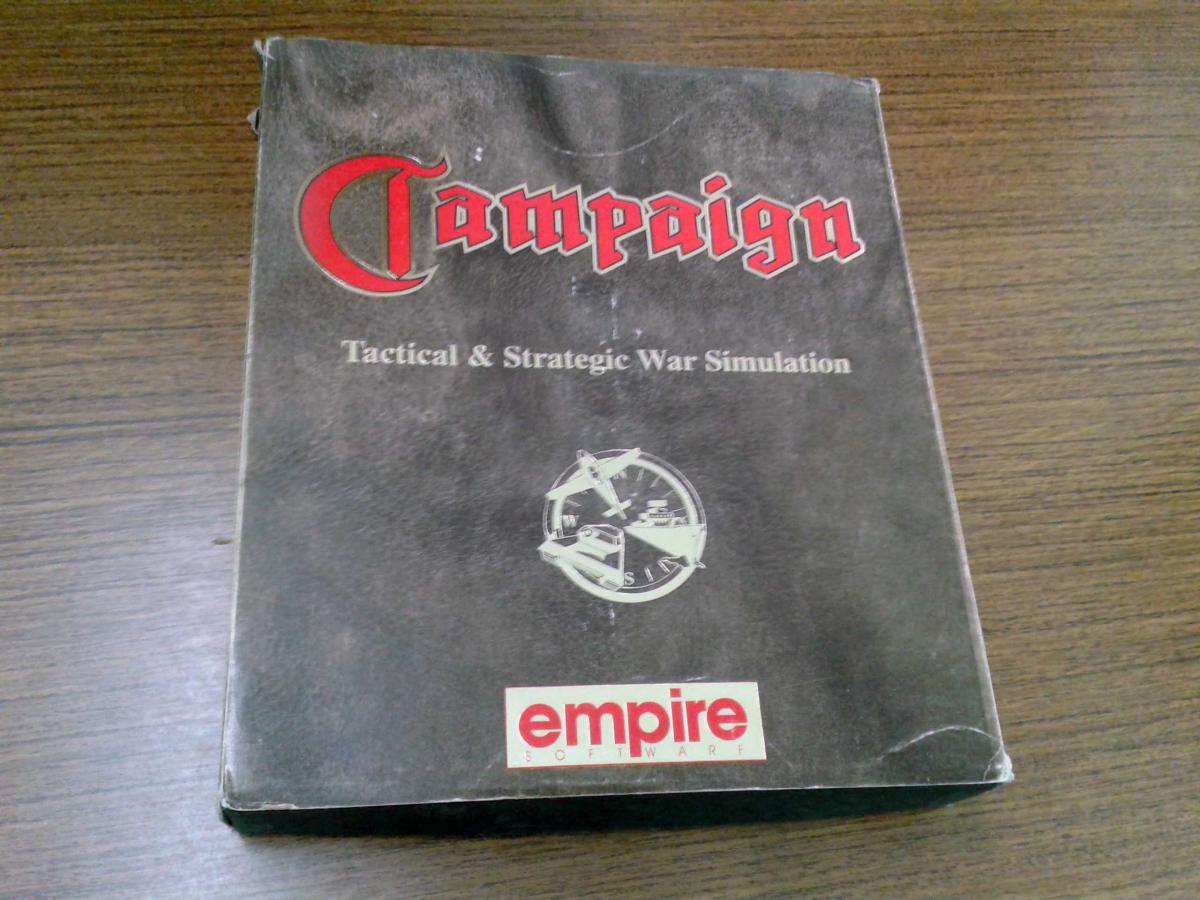 Campaign
Tactical & Strategic War Simulation
W
S
empire
SOFTWARE